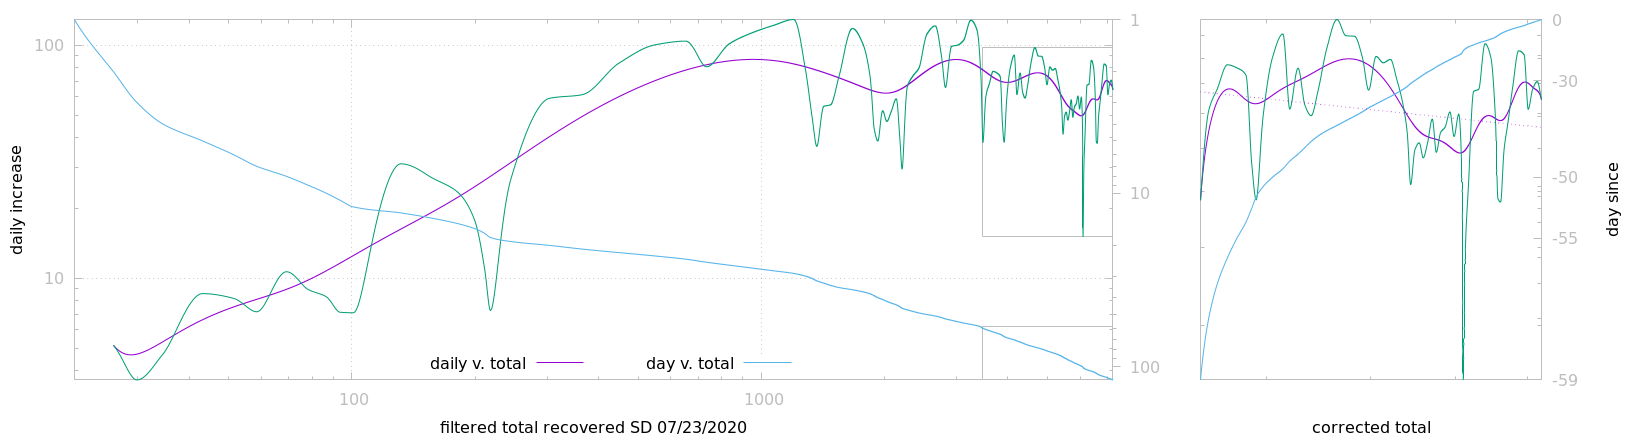 100
10
daily increase
1
10
100
daily v. total
day v. total
100
1000
filtered total recovered SD 07/23/2020
0
-30
-50
-55
-59
day since
corrected total